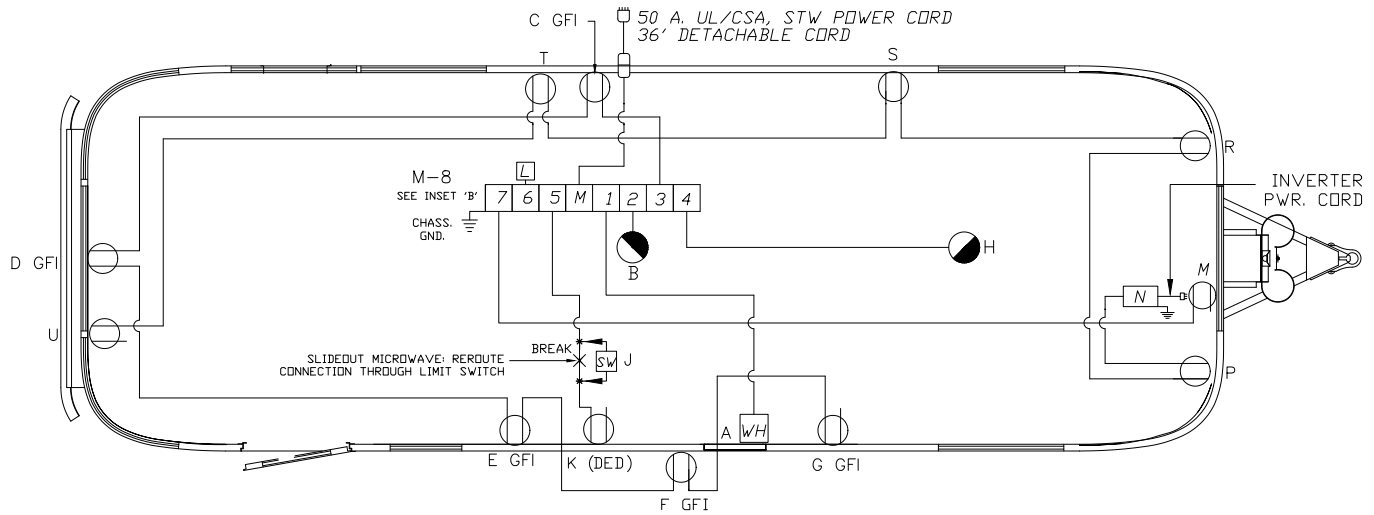 C GFI
50 A. UL/CSA, STW POWER CORD
36' DETACHABLE CORD
T
S
R
M-8
SEE INSET 'B'
L
7 6 5 M 1 2 3 4
CHASS.
GND.
INVERTER
PWR. CORD
D GFI
B
H
M
N
U
BREAK
SLIDEOUT MICROWAVE: REROUTE
CONNECTION THROUGH LIMIT SWITCH
SW
J
P
A
WH
E GFI
K (DED)
G GFI
F GFI